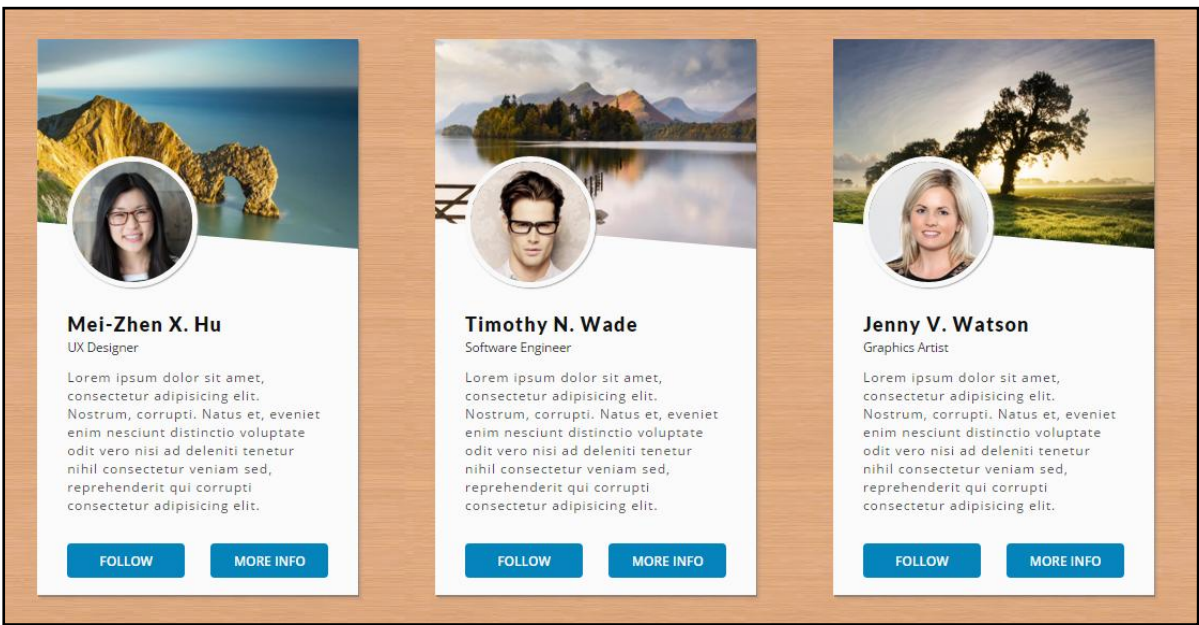 Mei-Zhen X. Hu
UX Designer
Lorem ipsum dolor sit amet,
consectetur adipisicing elit.
Nostrum, corrupti. Natus et, eveniet
enim nesciunt distinctio voluptate
odit vero nisi ad deleniti tenetur
nihil consectetur veniam sed,
reprehenderit qui corrupti
consectetur adipisicing elit.
FOLLOW
MORE INFO
Timothy N. Wade
Software Engineer
Lorem ipsum dolor sit amet,
consectetur adipisicing elit.
Nostrum, corrupti. Natus et, eveniet
enim nesciunt distinctio voluptate
odit vero nisi ad deleniti tenetur
nihil consectetur veniam sed,
reprehenderit qui corrupti
consectetur adipisicing elit.
FOLLOW
MORE INFO
Jenny V. Watson
Graphics Artist
Lorem ipsum dolor sit amet,
consectetur adipisicing elit.
Nostrum, corrupti. Natus et, eveniet
enim nesciunt distinctio voluptate
odit vero nisi ad deleniti tenetur
nihil consectetur veniam sed,
reprehenderit qui corrupti
consectetur adipisicing elit.
FOLLOW
MORE INFO